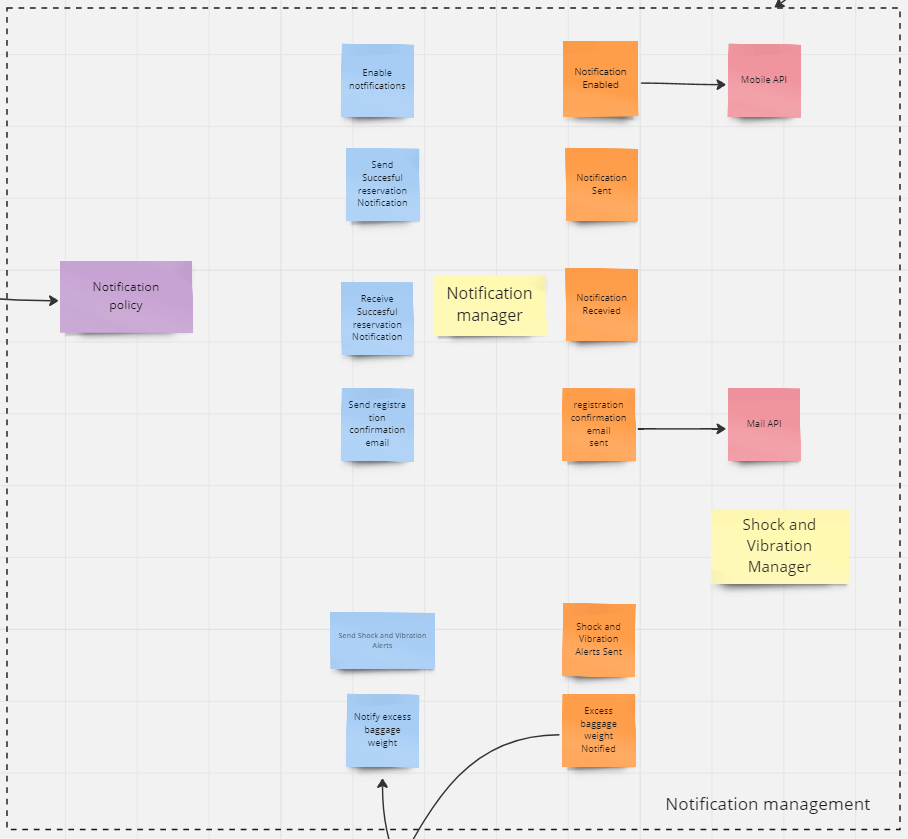 Enable
notfifications
Notification
Enabled
Mobile API
Send
Succesful
reservation
Notification
Notification
Sent
Notification
policy
Receive
Succesful
reservation
Notification
Notification
manager
Notification
Recevied
Send registra
tion
confirmation
email
registration
confirmation
email
sent
Mail API
Shock and
Vibration
Manager
Send Shock and Vibration
Alerts
Shock and
Vibration
Alerts Sent
Notify excess
baggage
weight
Excess
baggage
weight
Notified
Notification management